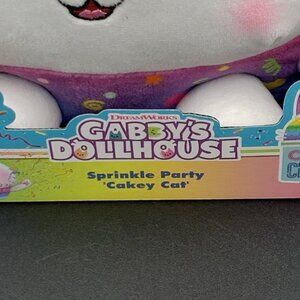 DREAMWORKS
GABBY'S
DOLLHOUSE
Sprinkle Party
'Cakey Cat'